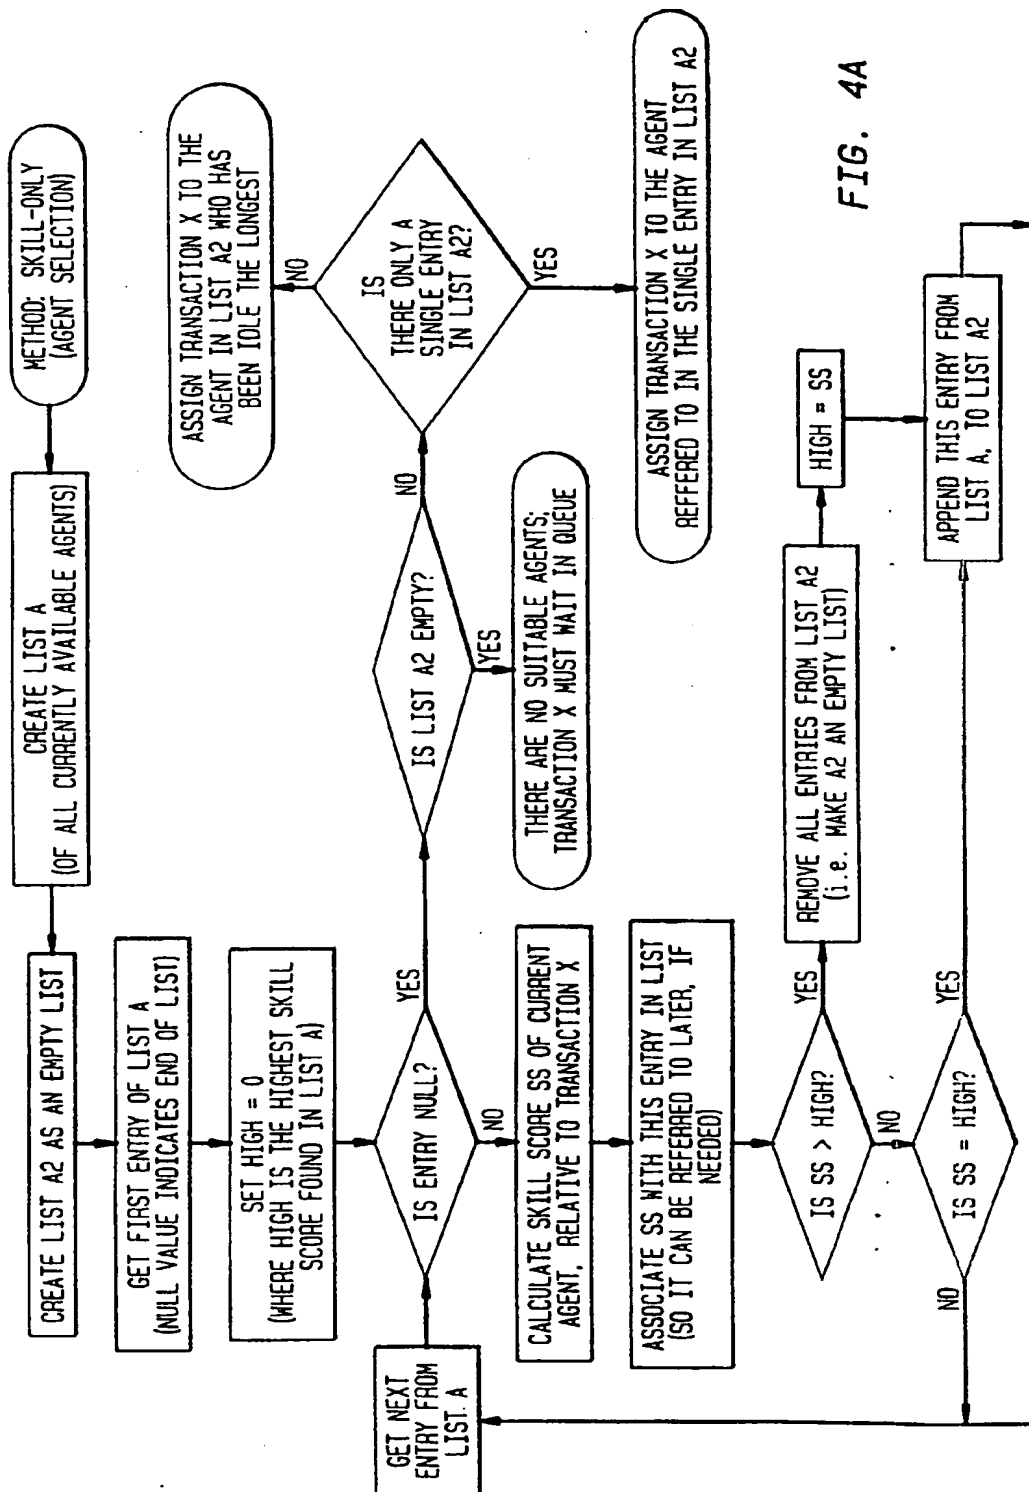 METHOD: SKILL-ONLY
(AGENT SELECTION)
CREATE LIST A
(OF ALL CURRENTLY AVAILABLE AGENTS)
CREATE LIST A2 AS AN EMPTY LIST
GET FIRST ENTRY OF LIST A
(NULL VALUE INDICATES END OF LIST)
SET HIGH = 0
(WHERE HIGH IS THE HIGHEST SKILL
SCORE FOUND IN LIST A)
GET NEXT
ENTRY FROM
LIST A
IS ENTRY NULL?
YES
NO
IS LIST A2 EMPTY?
NO
YES
IS
THERE ONLY A
SINGLE ENTRY
IN LIST A2?
NO
YES
ASSIGN TRANSACTION X TO THE
AGENT IN LIST A2 WHO HAS
BEEN IDLE THE LONGEST
THERE ARE NO SUITABLE AGENTS;
TRANSACTION X MUST WAIT IN QUEUE
ASSIGN TRANSACTION X TO THE AGENT
REFFERED TO IN THE SINGLE ENTRY IN LIST A2
CALCULATE SKILL SCORE SS OF CURRENT
AGENT, RELATIVE TO TRANSACTION X
ASSOCIATE SS WITH THIS ENTRY IN LIST
(SO IT CAN BE REFERRED TO LATER, IF
NEEDED)
IS SS > HIGH?
YES
NO
REMOVE ALL ENTRIES FROM LIST A2
(i.e. MAKE A2 AN EMPTY LIST)
HIGH = SS
IS SS = HIGH?
YES
NO
APPEND THIS ENTRY FROM
LIST A, TO LIST A2
FIG. 4A